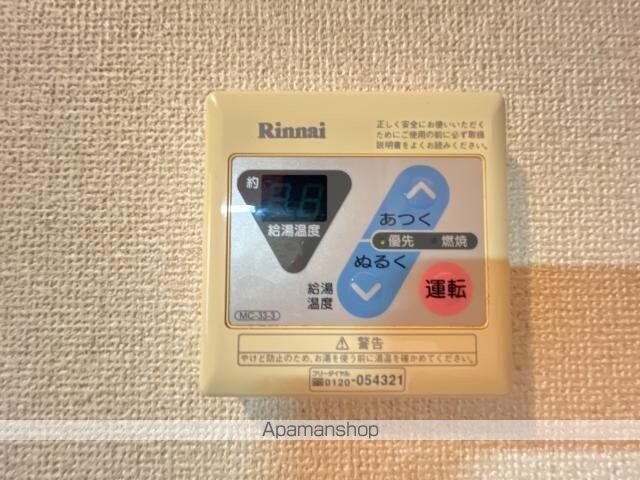 Rinnai
正しく安全にお使いいただく
ためにご使用の前に必ず取扱
説明書をよくお読みください。
約
給湯温度
あつく
優先 燃焼
ぬるく
給湯
温度
運転
MC-33-3
⚠ 警告
やけど防止のため、お湯を使う前に湯温を確かめてください。
フリーダイヤル
0120-054321
Apamanshop